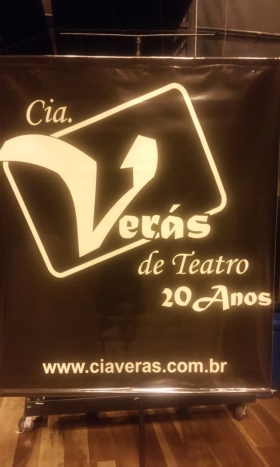 Cia.
Verás
de Teatro
20 Anos
www.ciaveras.com.br